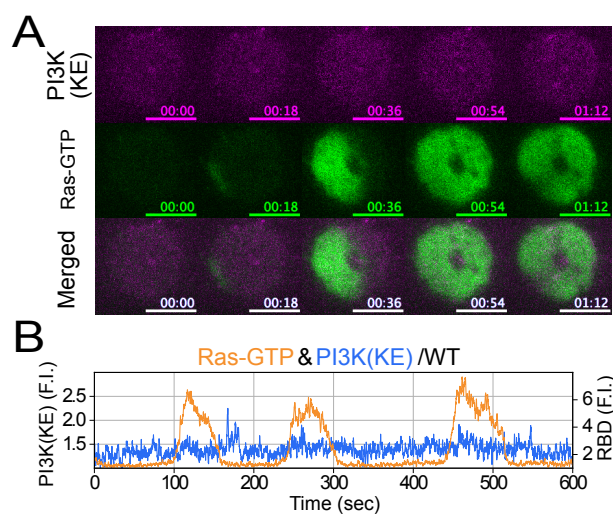 A
PI3K
(KE)
00:00 00:18 00:36 00:54 01:12
Ras-GTP
00:00 00:18 00:36 00:54 01:12
Merged
00:00 00:18 00:36 00:54 01:12
B
Ras-GTP & PI3K(KE) /WT
PI3K(KE) (F.I.)
2.5
2.0
1.5
6
4
2
RBD (F.I.)
0 100 200 300 400 500 600
Time (sec)